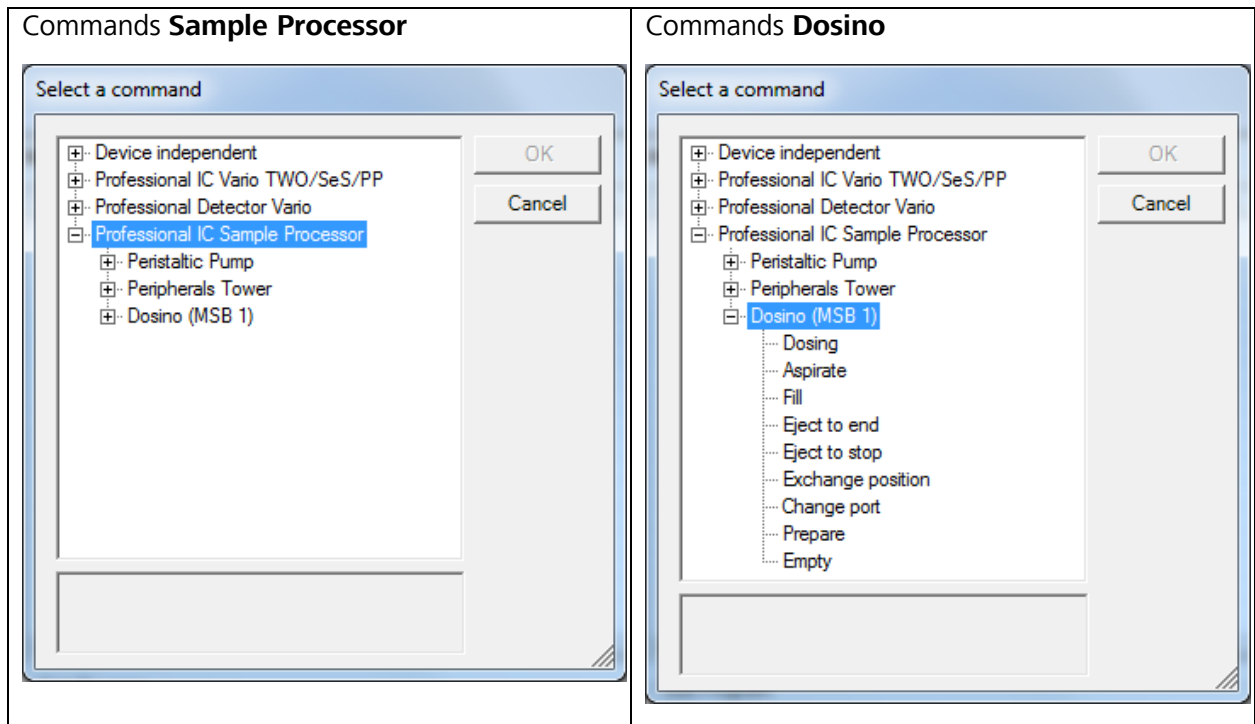 Commands Sample Processor
Select a command
Device independent
Professional IC Vario TWO/SeS/PP
Professional Detector Vario
Professional IC Sample Processor
Peristaltic Pump
Peripherals Tower
Dosino (MSB 1)
OK
Cancel
Commands Dosino
Select a command
Device independent
Professional IC Vario TWO/SeS/PP
Professional Detector Vario
Professional IC Sample Processor
Peristaltic Pump
Peripherals Tower
Dosino (MSB 1)
Dosing
Aspirate
Fill
Eject to end
Eject to stop
Exchange position
Change port
Prepare
Empty
OK
Cancel